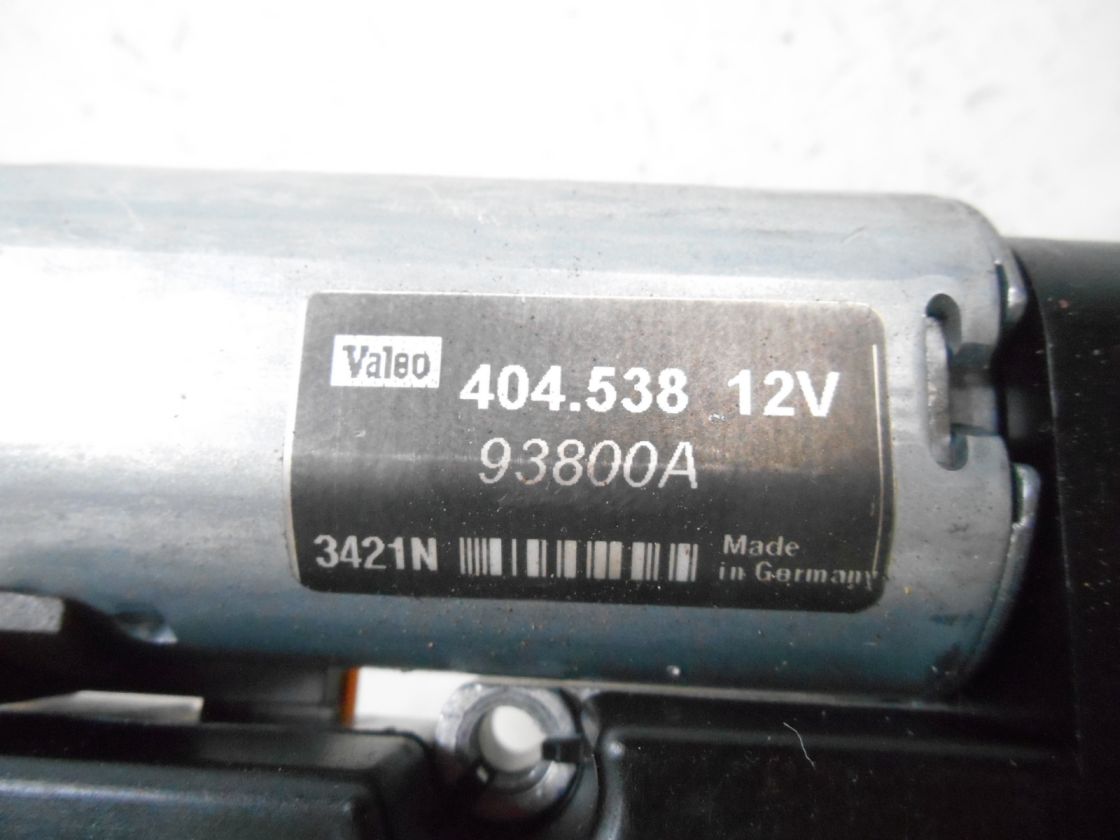 Valeo 404.538 12V
93800A
3421N Made
in Germany